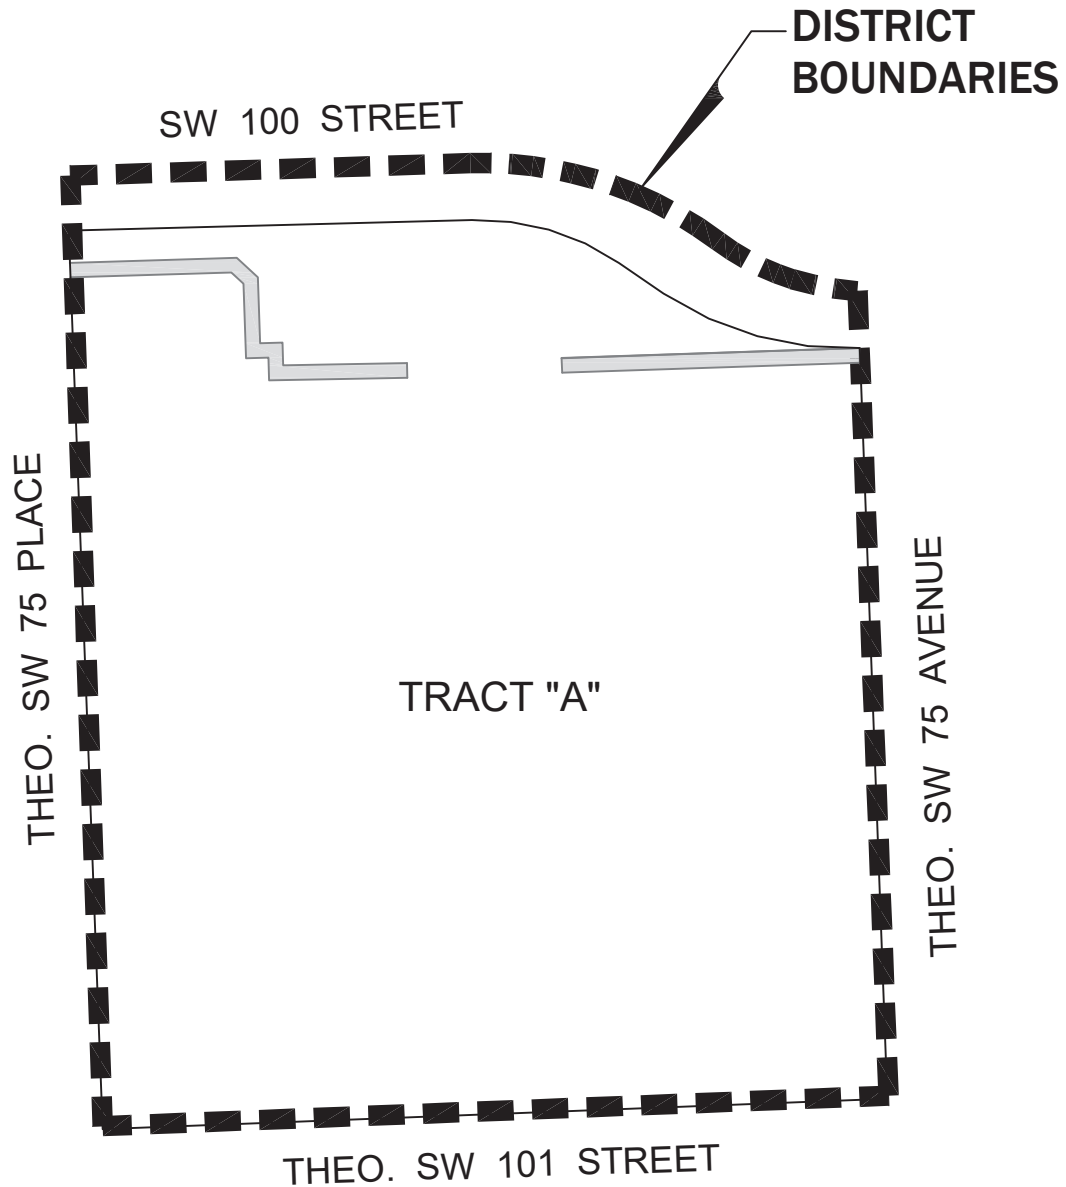 DISTRICT
BOUNDARIES
SW 100 STREET
THEO. SW 75 PLACE
THEO. SW 75 AVENUE
TRACT "A"
THEO. SW 101 STREET